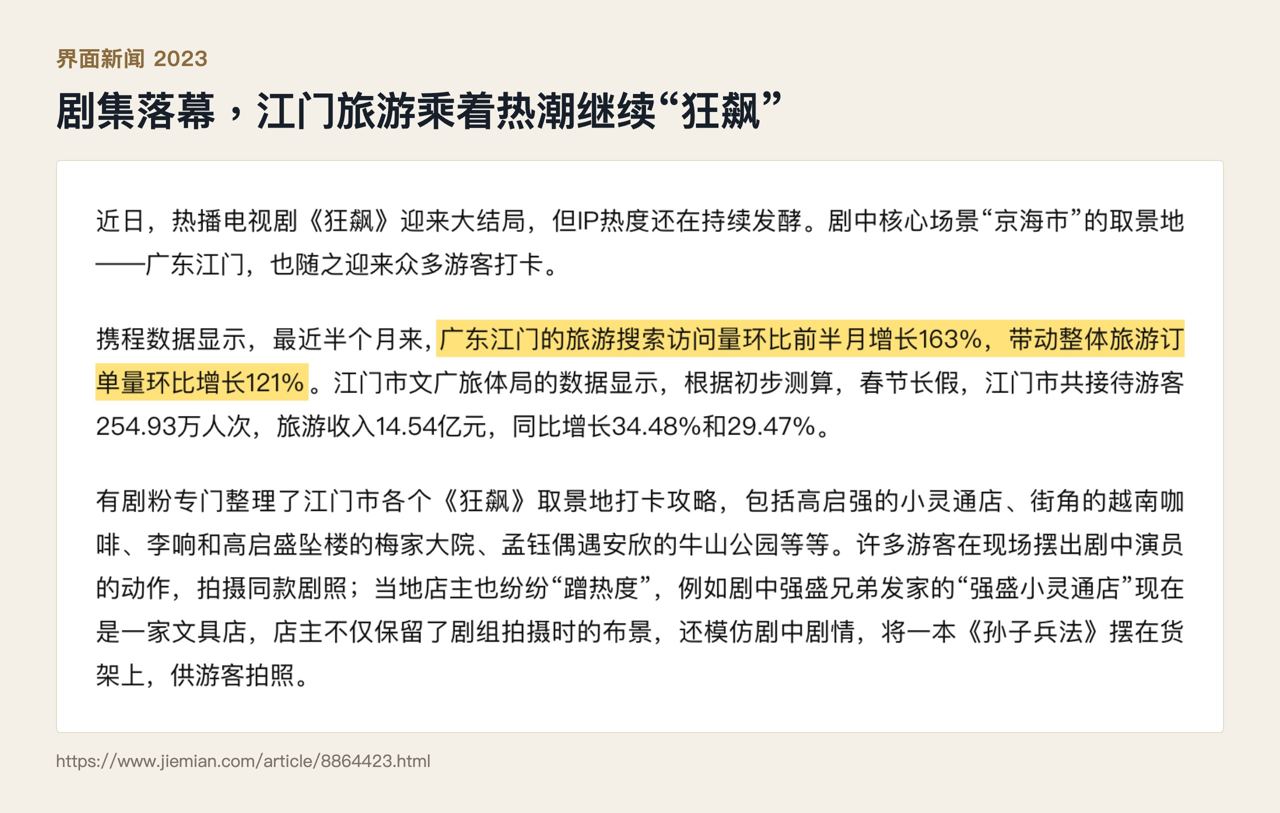 界面新闻 2023
剧集落幕，江门旅游乘着热潮继续“狂飙”
近日，热播电视剧《狂飙》迎来大结局，但IP热度还在持续发酵。剧中核心场景“京海市”的取景地
——广东江门，也随之迎来众多游客打卡。
携程数据显示，最近半个月来，广东江门的旅游搜索访问量环比前半月增长163%，带动整体旅游订
单量环比增长121%。江门市文广旅体局的数据显示，根据初步测算，春节长假，江门市共接待游客
254.93万人次，旅游收入14.54亿元，同比增长34.48%和29.47%。
有剧粉专门整理了江门市各个《狂飙》取景地打卡攻略，包括高启强的小灵通店、街角的越南咖
啡、李响和高启盛坠楼的梅家大院、孟钰偶遇安欣的牛山公园等等。许多游客在现场摆出剧中演员
的动作，拍摄同款剧照；当地店主也纷纷“蹭热度”，例如剧中强盛兄弟发家的“强盛小灵通店”现在
是一家文具店，店主不仅保留了剧组拍摄时的布景，还模仿剧中剧情，将一本《孙子兵法》摆在货
架上，供游客拍照。
https://www.jiemian.com/article/8864423.html